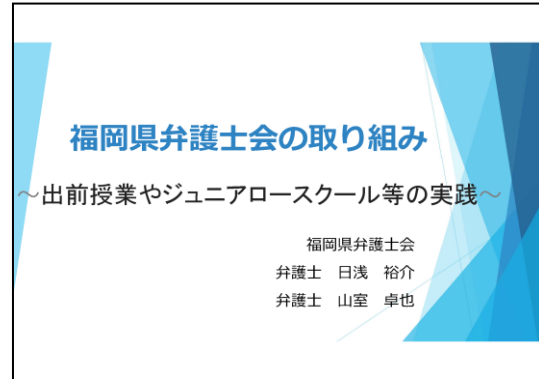 福岡県弁護士会の取り組み
～出前授業やジュニアロースクール等の実践～
福岡県弁護士会
弁護士　日浅　裕介
弁護士　山室　卓也